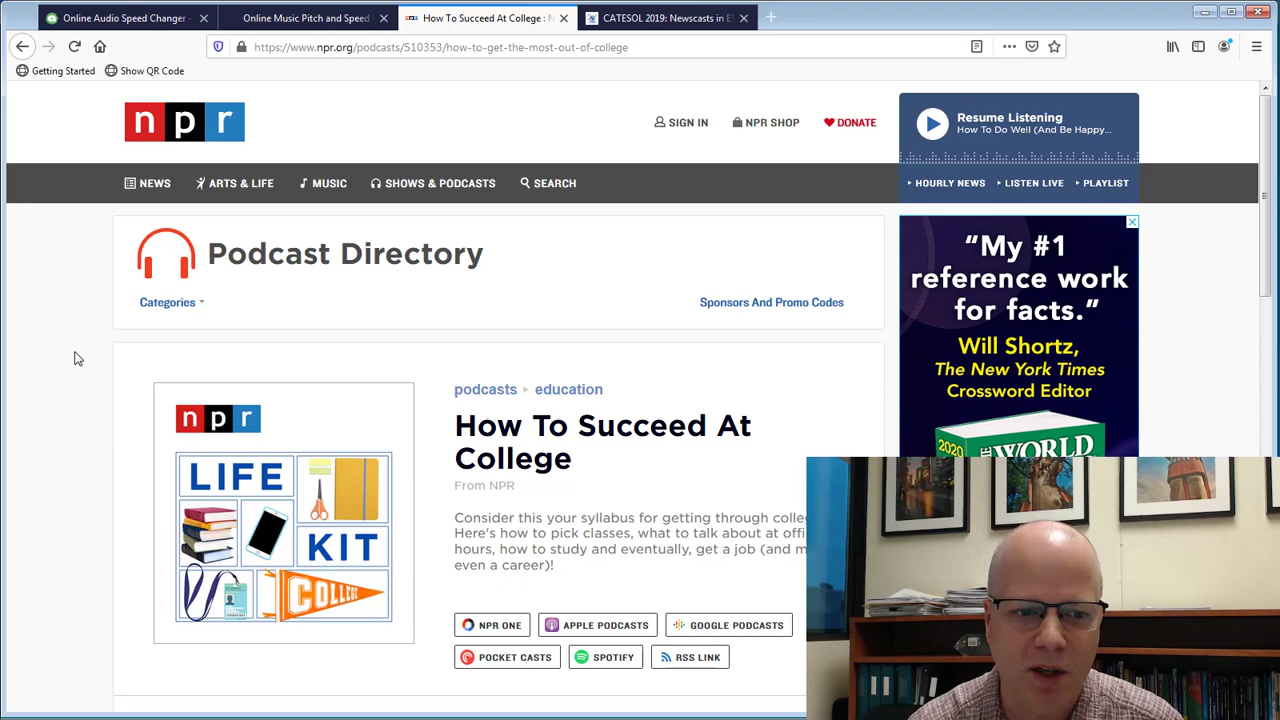 Online Audio Speed Changer -
Online Music Pitch and Speed
How To Succeed At College : N
CATESOL 2019: Newscasts in E
https://www.npr.org/podcasts/510353/how-to-get-the-most-out-of-college
Getting Started
Show QR Code
npr
SIGN IN
NPR SHOP
DONATE
Resume Listening
How To Do Well (And Be Happy...
NEWS
ARTS & LIFE
MUSIC
SHOWS & PODCASTS
SEARCH
HOURLY NEWS
LISTEN LIVE
PLAYLIST
Podcast Directory
Categories
Sponsors And Promo Codes
“My #1
reference work
for facts.”
Will Shortz,
The New York Times
Crossword Editor
2020
WORLD
podcasts
education
How To Succeed At
College
From NPR
Consider this your syllabus for getting through colle
Here's how to pick classes, what to talk about at offi
hours, how to study and eventually, get a job (and m
even a career)!
npr
LIFE
KIT
COLLEGE
NPR ONE
APPLE PODCASTS
GOOGLE PODCASTS
POCKET CASTS
SPOTIFY
RSS LINK